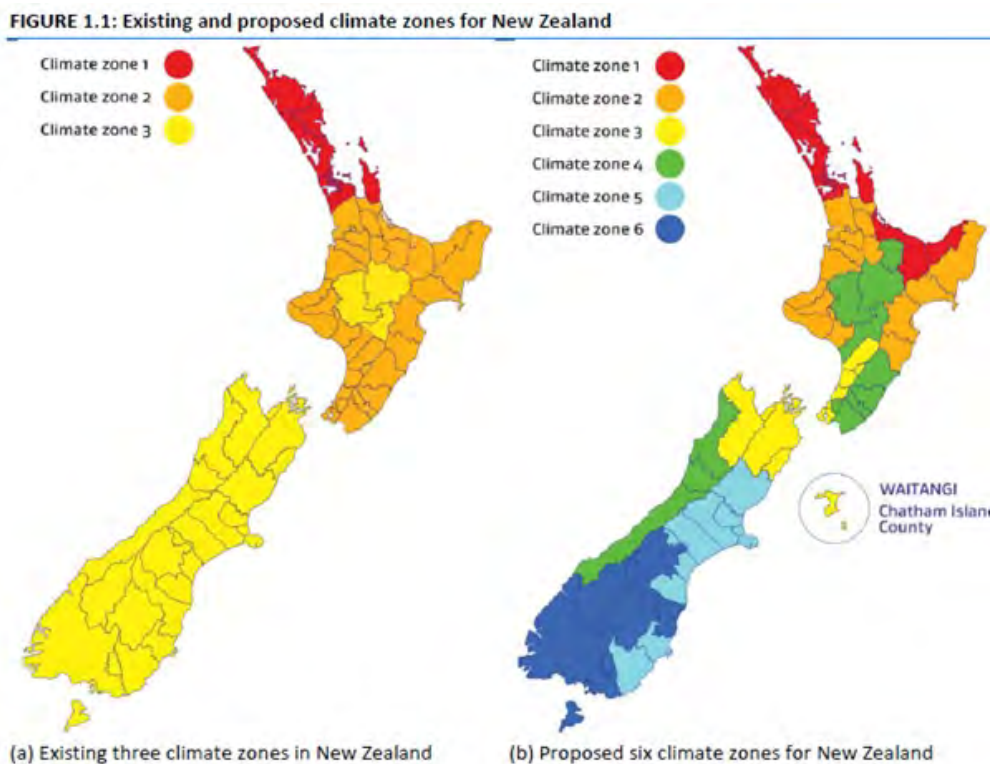 FIGURE 1.1: Existing and proposed climate zones for New Zealand
Climate zone 1
Climate zone 2
Climate zone 3
Climate zone 1
Climate zone 2
Climate zone 3
Climate zone 4
Climate zone 5
Climate zone 6
WAITANGI
Chatham Island
County
(a) Existing three climate zones in New Zealand
(b) Proposed six climate zones for New Zealand